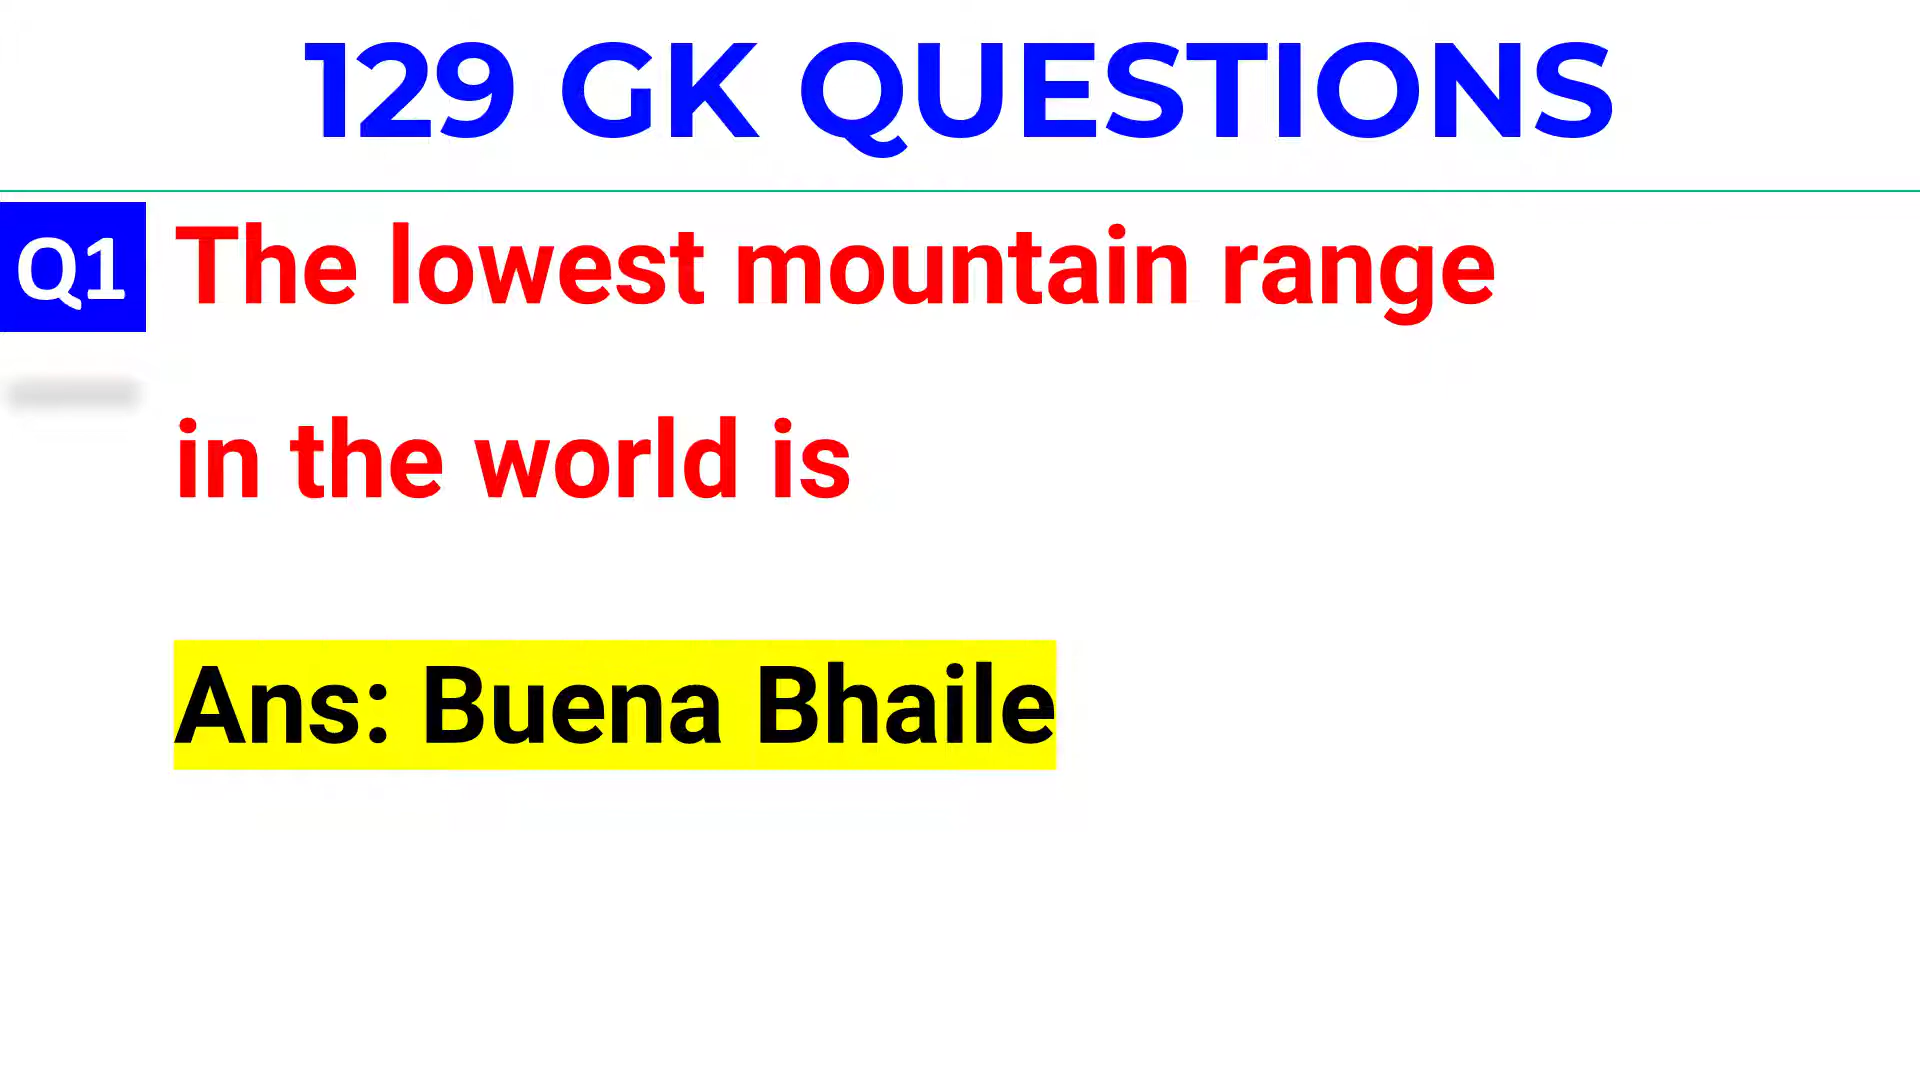 129 GK QUESTIONS
Q1 The lowest mountain range
in the world is
Ans: Buena Bhaile